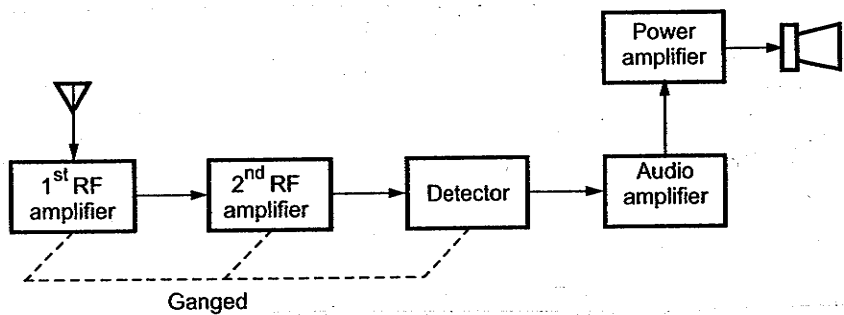 Power
amplifier
1st RF
amplifier
2nd RF
amplifier
Detector
Audio
amplifier
Ganged